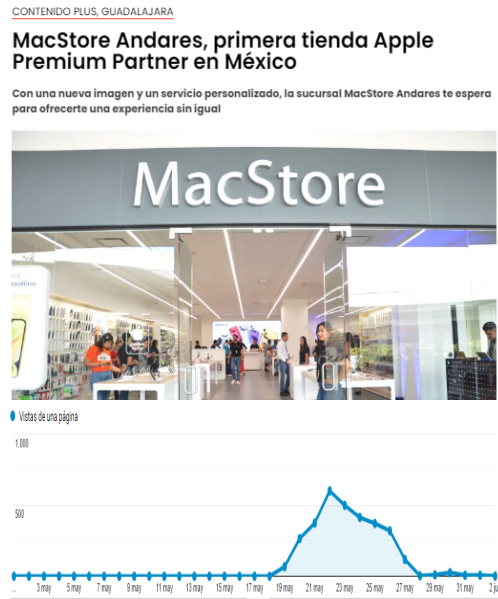 CONTENIDO PLUS, GUADALAJARA
MacStore Andares, primera tienda Apple
Premium Partner en México
Con una nueva imagen y un servicio personalizado, la sucursal MacStore Andares te espera
para ofrecerte una experiencia sin igual
MacStore
Vistas de una página
1.000
500
... 3 may 5 may 7 may 9 may 11 may 13 may 15 may 17 may 19 may 21 may 23 may 25 may 27 may 29 may 31 may 2 ju